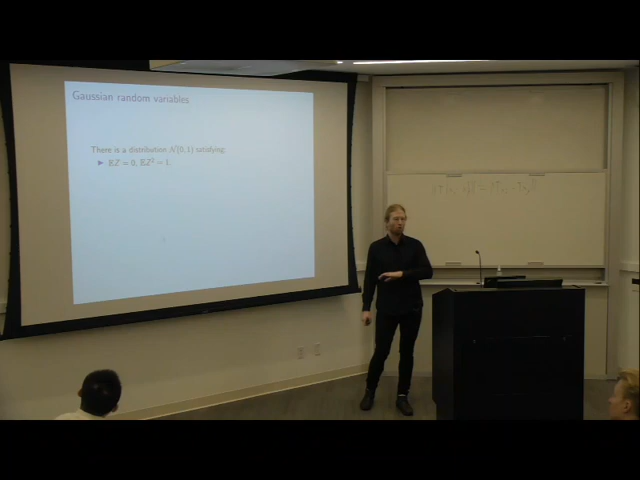 Gaussian random variables
There is a distribution N(0, 1) satisfying:
▶ 𝔼Z = 0, 𝔼Z² = 1.